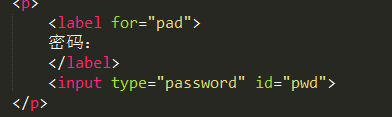 <p>
<label for="pad">
密码：
</label>
<input type="password" id="pwd">
</p>